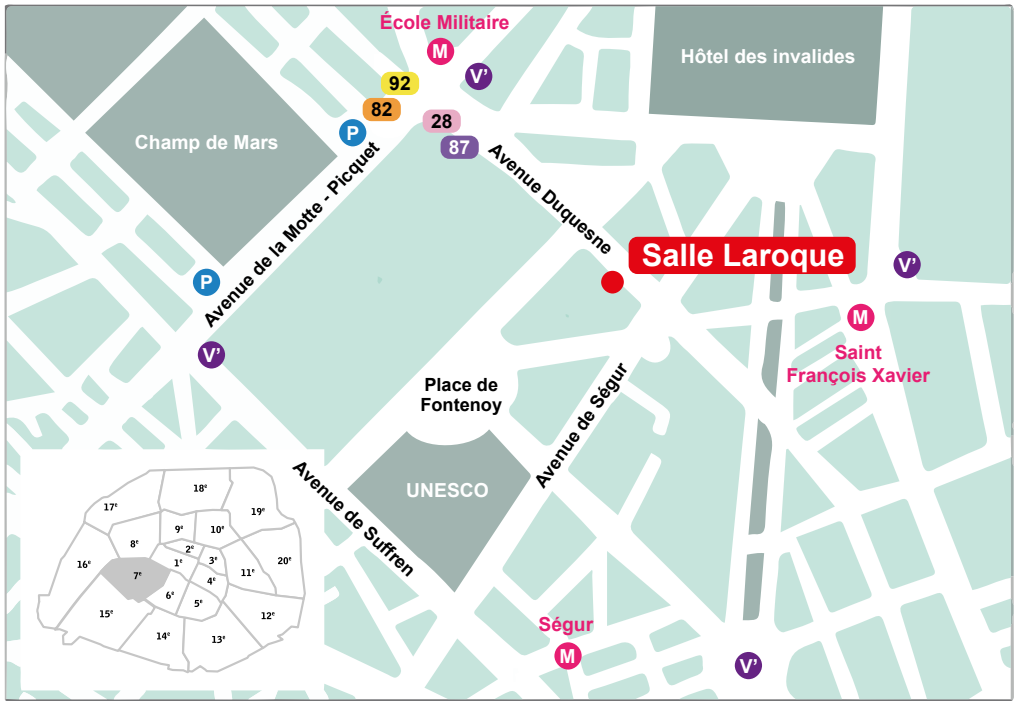 École Militaire
M
V'
Hôtel des invalides
92
82
28
P
87
Champ de Mars
Avenue de la Motte - Picquet
Avenue Duquesne
Salle Laroque
V'
P
M
Saint
François Xavier
V'
Place de
Fontenoy
Avenue de Ségur
UNESCO
Avenue de Suffren
18ᵉ
17ᵉ
19ᵉ
9ᵉ
10ᵉ
8ᵉ
2ᵉ
16ᵉ
1ᵉ
3ᵉ
20ᵉ
7ᵉ
4ᵉ
11ᵉ
6ᵉ
5ᵉ
15ᵉ
12ᵉ
14ᵉ
13ᵉ
Ségur
M
V'